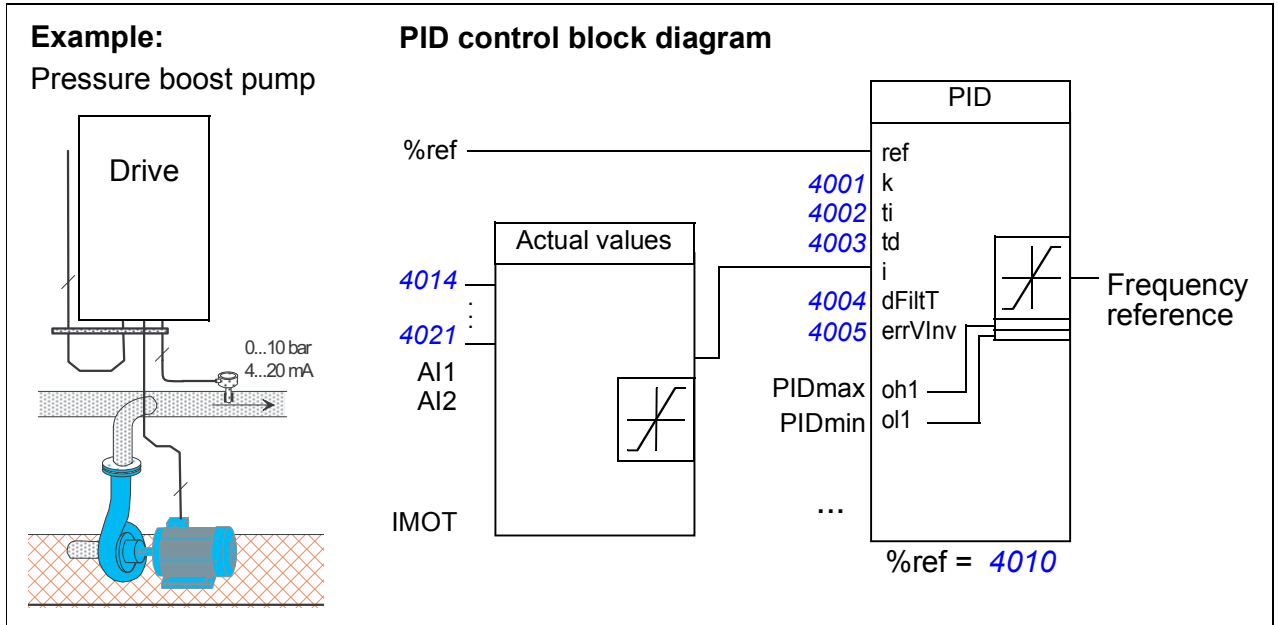 Example:
Pressure boost pump
Drive
0...10 bar
4...20 mA
PID control block diagram
%ref
Actual values
4014
4021
AI1
AI2
IMOT
PID
ref
4001 k
4002 ti
4003 td
i
4004 dFiltT
4005 errVInv
PIDmax oh1
PIDmin ol1
...
Frequency
reference
%ref = 4010